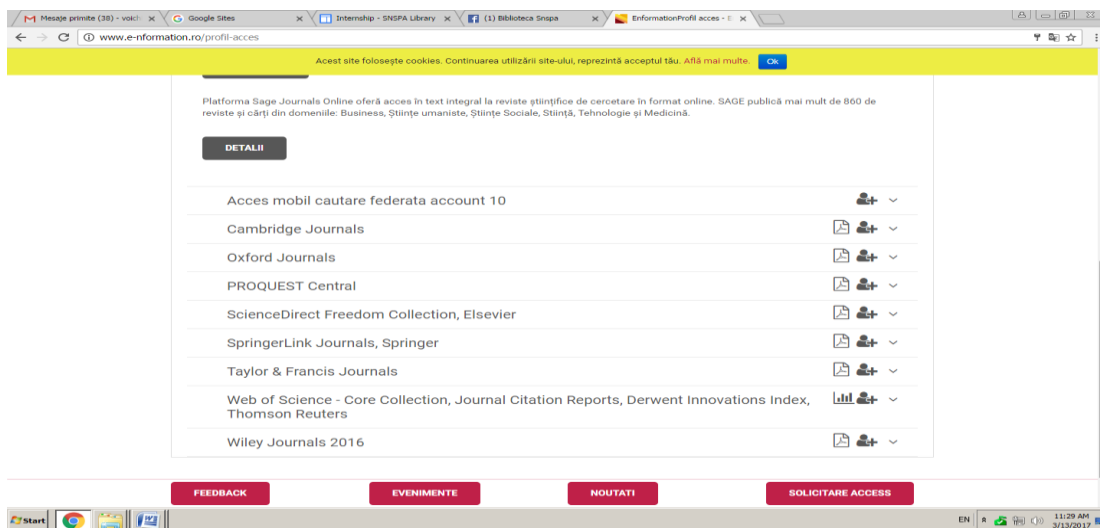 Mesaje primite (38) - voich
Google Sites
Internship - SNSPA Library
(1) Biblioteca Snspa
EnformationProfil acces - E
www.e-nformation.ro/profil-acces
Acest site folosește cookies. Continuarea utilizării site-ului, reprezintă acceptul tău. Află mai multe. Ok
Platforma Sage Journals Online oferă acces în text integral la reviste științifice de cercetare în format online. SAGE publică mai mult de 860 de
reviste și cărți din domeniile: Business, Științe umaniste, Științe Sociale, Stiință, Tehnologie și Medicină.
DETALII
Acces mobil cautare federata account 10
Cambridge Journals
Oxford Journals
PROQUEST Central
ScienceDirect Freedom Collection, Elsevier
SpringerLink Journals, Springer
Taylor & Francis Journals
Web of Science - Core Collection, Journal Citation Reports, Derwent Innovations Index,
Thomson Reuters
Wiley Journals 2016
FEEDBACK
EVENIMENTE
NOUTATI
SOLICITARE ACCESS
Start
EN
11:29 AM
3/13/2017